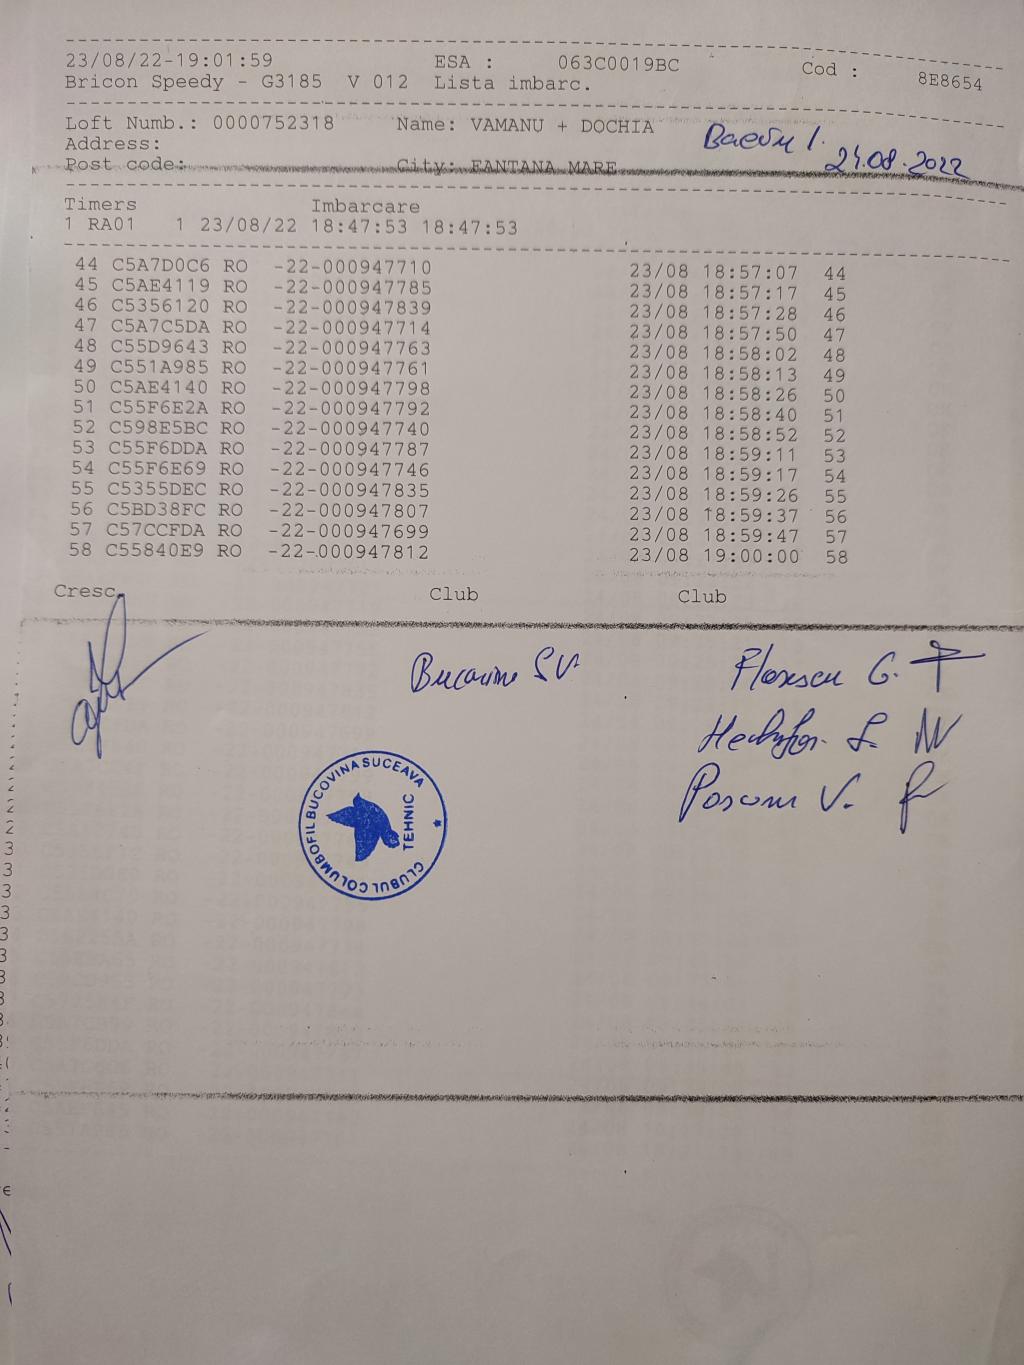 23/08/22-19:01:59 ESA : 063C0019BC Cod : 8E8654
Bricon Speedy - G3185 V 012 Lista imbarc.
Loft Numb.: 0000752318 Name: VAMANU + DOCHIA
Address:
24.08.2022
Post code: City: FANTANA MARE
Timers Imbarcare
1 RA01 1 23/08/22 18:47:53 18:47:53
44 C5A7D0C6 RO -22-000947710 23/08 18:57:07 44
45 C5AE4119 RO -22-000947785 23/08 18:57:17 45
46 C5356120 RO -22-000947839 23/08 18:57:28 46
47 C5A7C5DA RO -22-000947714 23/08 18:57:50 47
48 C55D9643 RO -22-000947763 23/08 18:58:02 48
49 C551A985 RO -22-000947761 23/08 18:58:13 49
50 C5AE4140 RO -22-000947798 23/08 18:58:26 50
51 C55F6E2A RO -22-000947792 23/08 18:58:40 51
52 C598E5BC RO -22-000947740 23/08 18:58:52 52
53 C55F6DDA RO -22-000947787 23/08 18:59:11 53
54 C55F6E69 RO -22-000947746 23/08 18:59:17 54
55 C5355DEC RO -22-000947835 23/08 18:59:26 55
56 C5BD38FC RO -22-000947807 23/08 18:59:37 56
57 C57CCFDA RO -22-000947699 23/08 18:59:47 57
58 C55840E9 RO -22-000947812 23/08 19:00:00 58
Cresc. Club Club
SV Florescu G.
CLUBUL COLUMBOFIL BUCOVINA SUCEAVA
TEHNIC